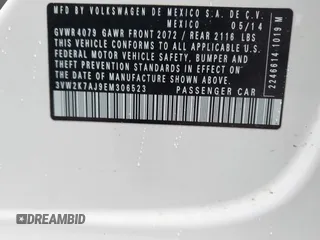 MFD BY VOLKSWAGEN DE MEXICO S.A. DE C.V.
MEXICO 05/14
GVWR 4079 GAWR FRONT 2072 / REAR 2116 LBS
THIS VEHICLE CONFORMS TO ALL APPLICABLE
FEDERAL MOTOR VEHICLE SAFETY, BUMPER AND
THEFT PREVENTION STANDARDS IN EFFECT ON
THE DATE OF MANUFACTURE SHOWN ABOVE.
3VW2K7AJ9EM306523 PASSENGER CAR
2246614 1019 M
DREAMBID